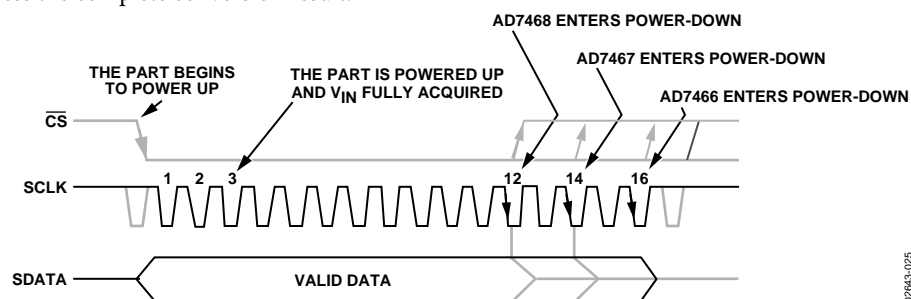 AD7468 ENTERS POWER-DOWN
AD7467 ENTERS POWER-DOWN
THE PART BEGINS
TO POWER UP
THE PART IS POWERED UP
AND VIN FULLY ACQUIRED
AD7466 ENTERS POWER-DOWN
CS
1 2 3 12 14 16
SCLK
SDATA VALID DATA
02643-025